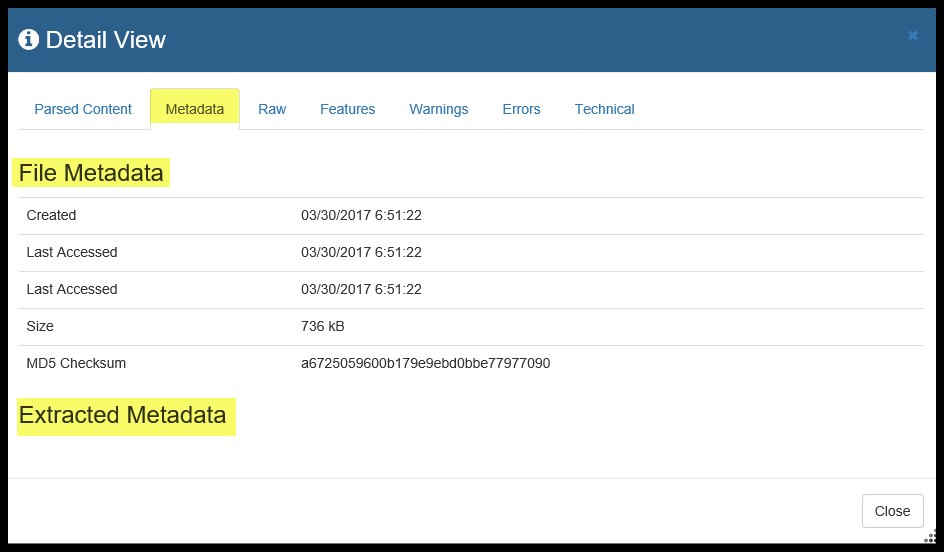 Detail View
Parsed Content Metadata Raw Features Warnings Errors Technical
File Metadata
Created 03/30/2017 6:51:22
Last Accessed 03/30/2017 6:51:22
Last Accessed 03/30/2017 6:51:22
Size 736 kB
MD5 Checksum a6725059600b179e9ebd0bbe77977090
Extracted Metadata
Close